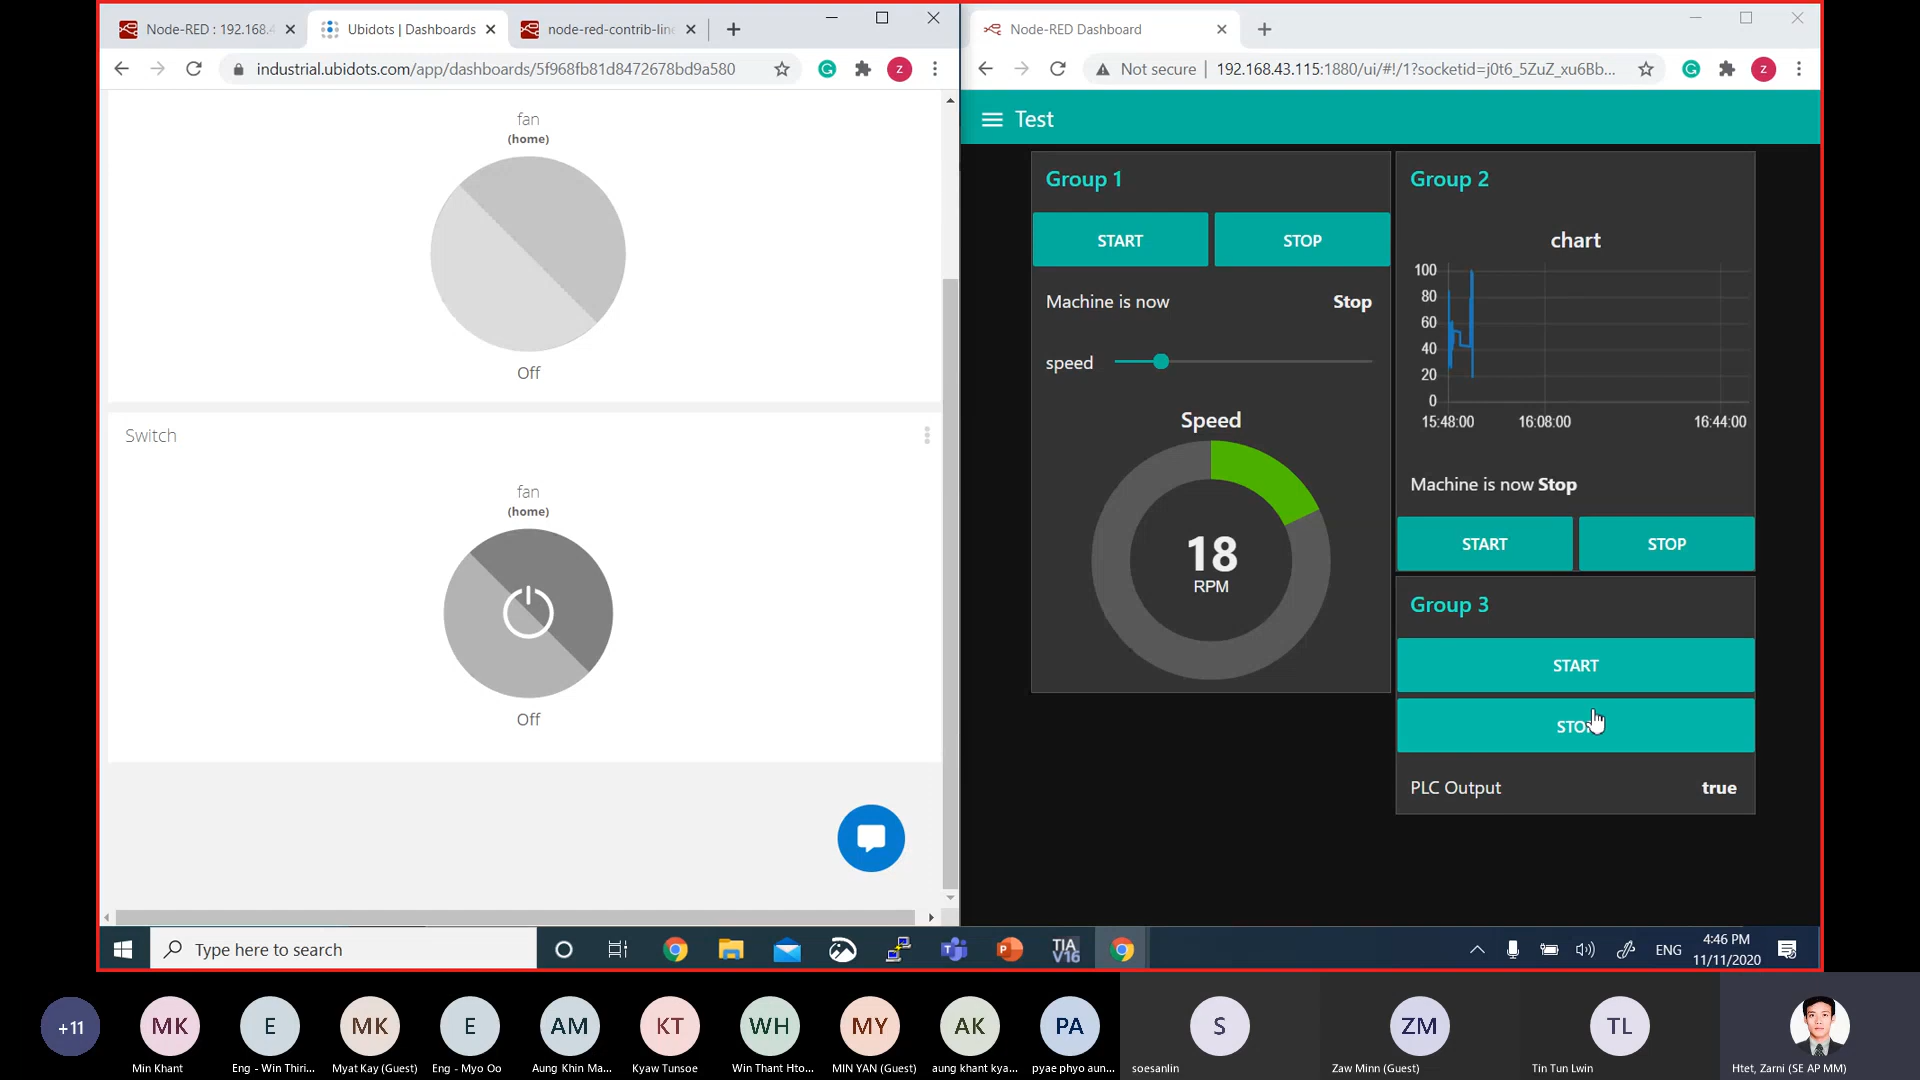 Node-RED : 192.168.4
Ubidots | Dashboards
node-red-contrib-lin
Node-RED Dashboard
industrial.ubidots.com/app/dashboards/5f968fb81d8472678bd9a580
z
Not secure
192.168.43.115:1880/ui/#!/1?socketid=j0t6_5ZuZ_xu6Bb...
z
fan
(home)
Off
Switch
fan
(home)
Off
Test
Group 1
START
STOP
Machine is now
Stop
speed
Speed
18
RPM
Group 2
chart
100
80
60
40
20
0
15:48:00
16:08:00
16:44:00
Machine is now Stop
START
STOP
Group 3
START
STOP
PLC Output
true
Type here to search
TIA
V16
ENG
4:46 PM
11/11/2020
+11
MK
E
MK
E
AM
KT
WH
MY
AK
PA
S
ZM
TL
Min Khant
Eng - Win Thiri...
Myat Kay (Guest)
Eng - Myo Oo
Aung Khin Ma...
Kyaw Tunsoe
Win Thant Hto...
MIN YAN (Guest)
aung khant kya...
pyae phyo aun...
soesanlin
Zaw Minn (Guest)
Tin Tun Lwin
Htet, Zarni (SE AP MM)